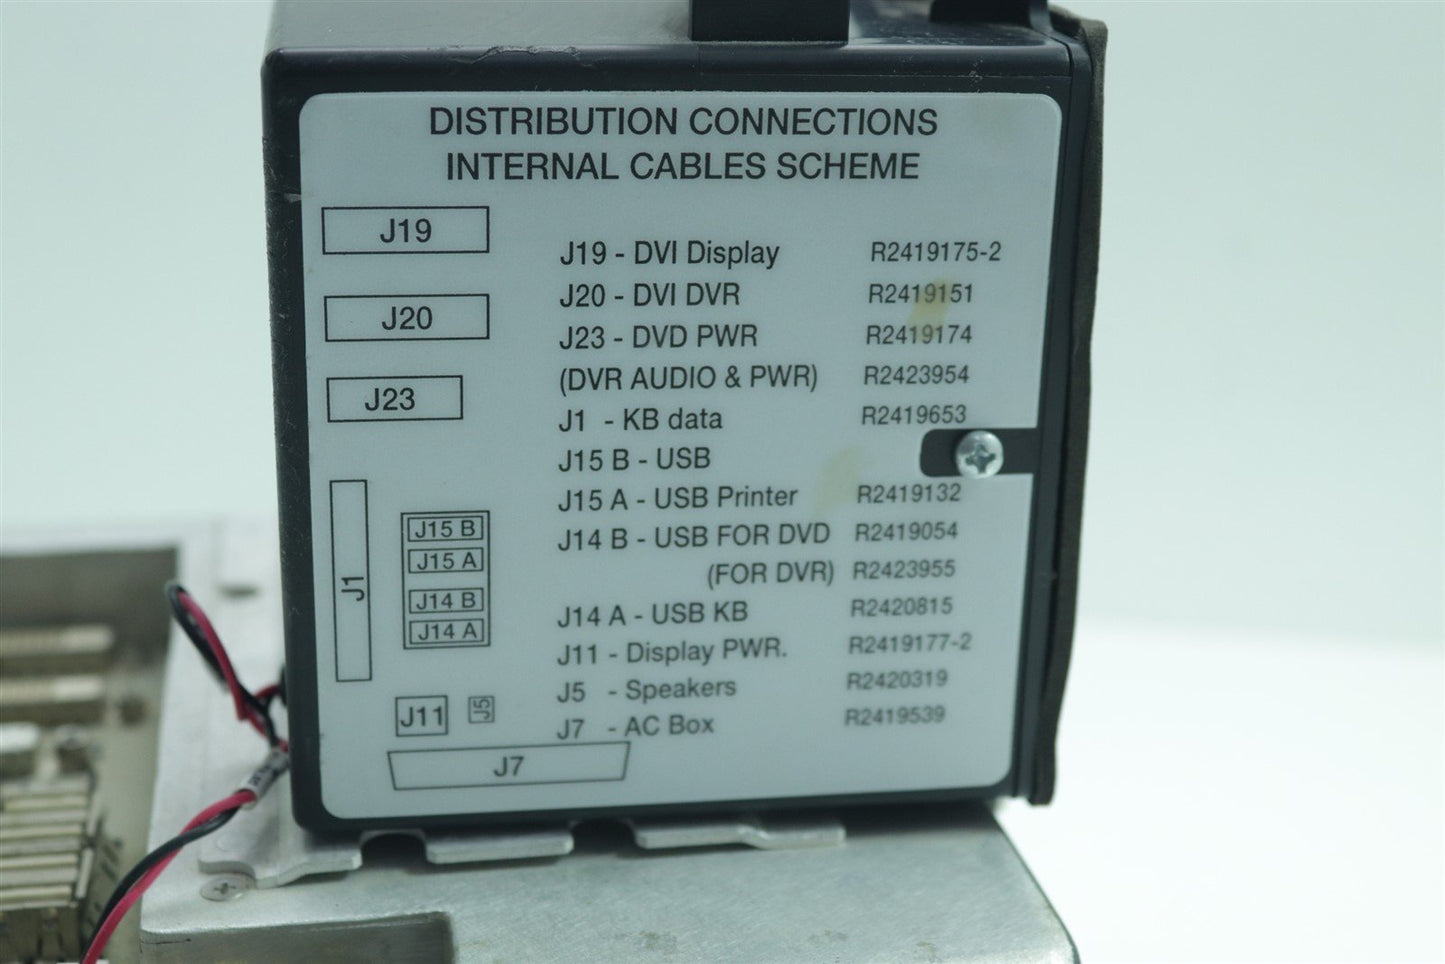 DISTRIBUTION CONNECTIONS
INTERNAL CABLES SCHEME
J19
J20
J23
J1
J15 B
J15 A
J14 B
J14 A
J11
J5
J7
J19 - DVI Display R2419175-2
J20 - DVI DVR R2419151
J23 - DVD PWR R2419174
(DVR AUDIO & PWR) R2423954
J1 - KB data R2419653
J15 B - USB
J15 A - USB Printer R2419132
J14 B - USB FOR DVD R2419054
(FOR DVR) R2423955
J14 A - USB KB R2420815
J11 - Display PWR. R2419177-2
J5 - Speakers R2420319
J7 - AC Box R2419539